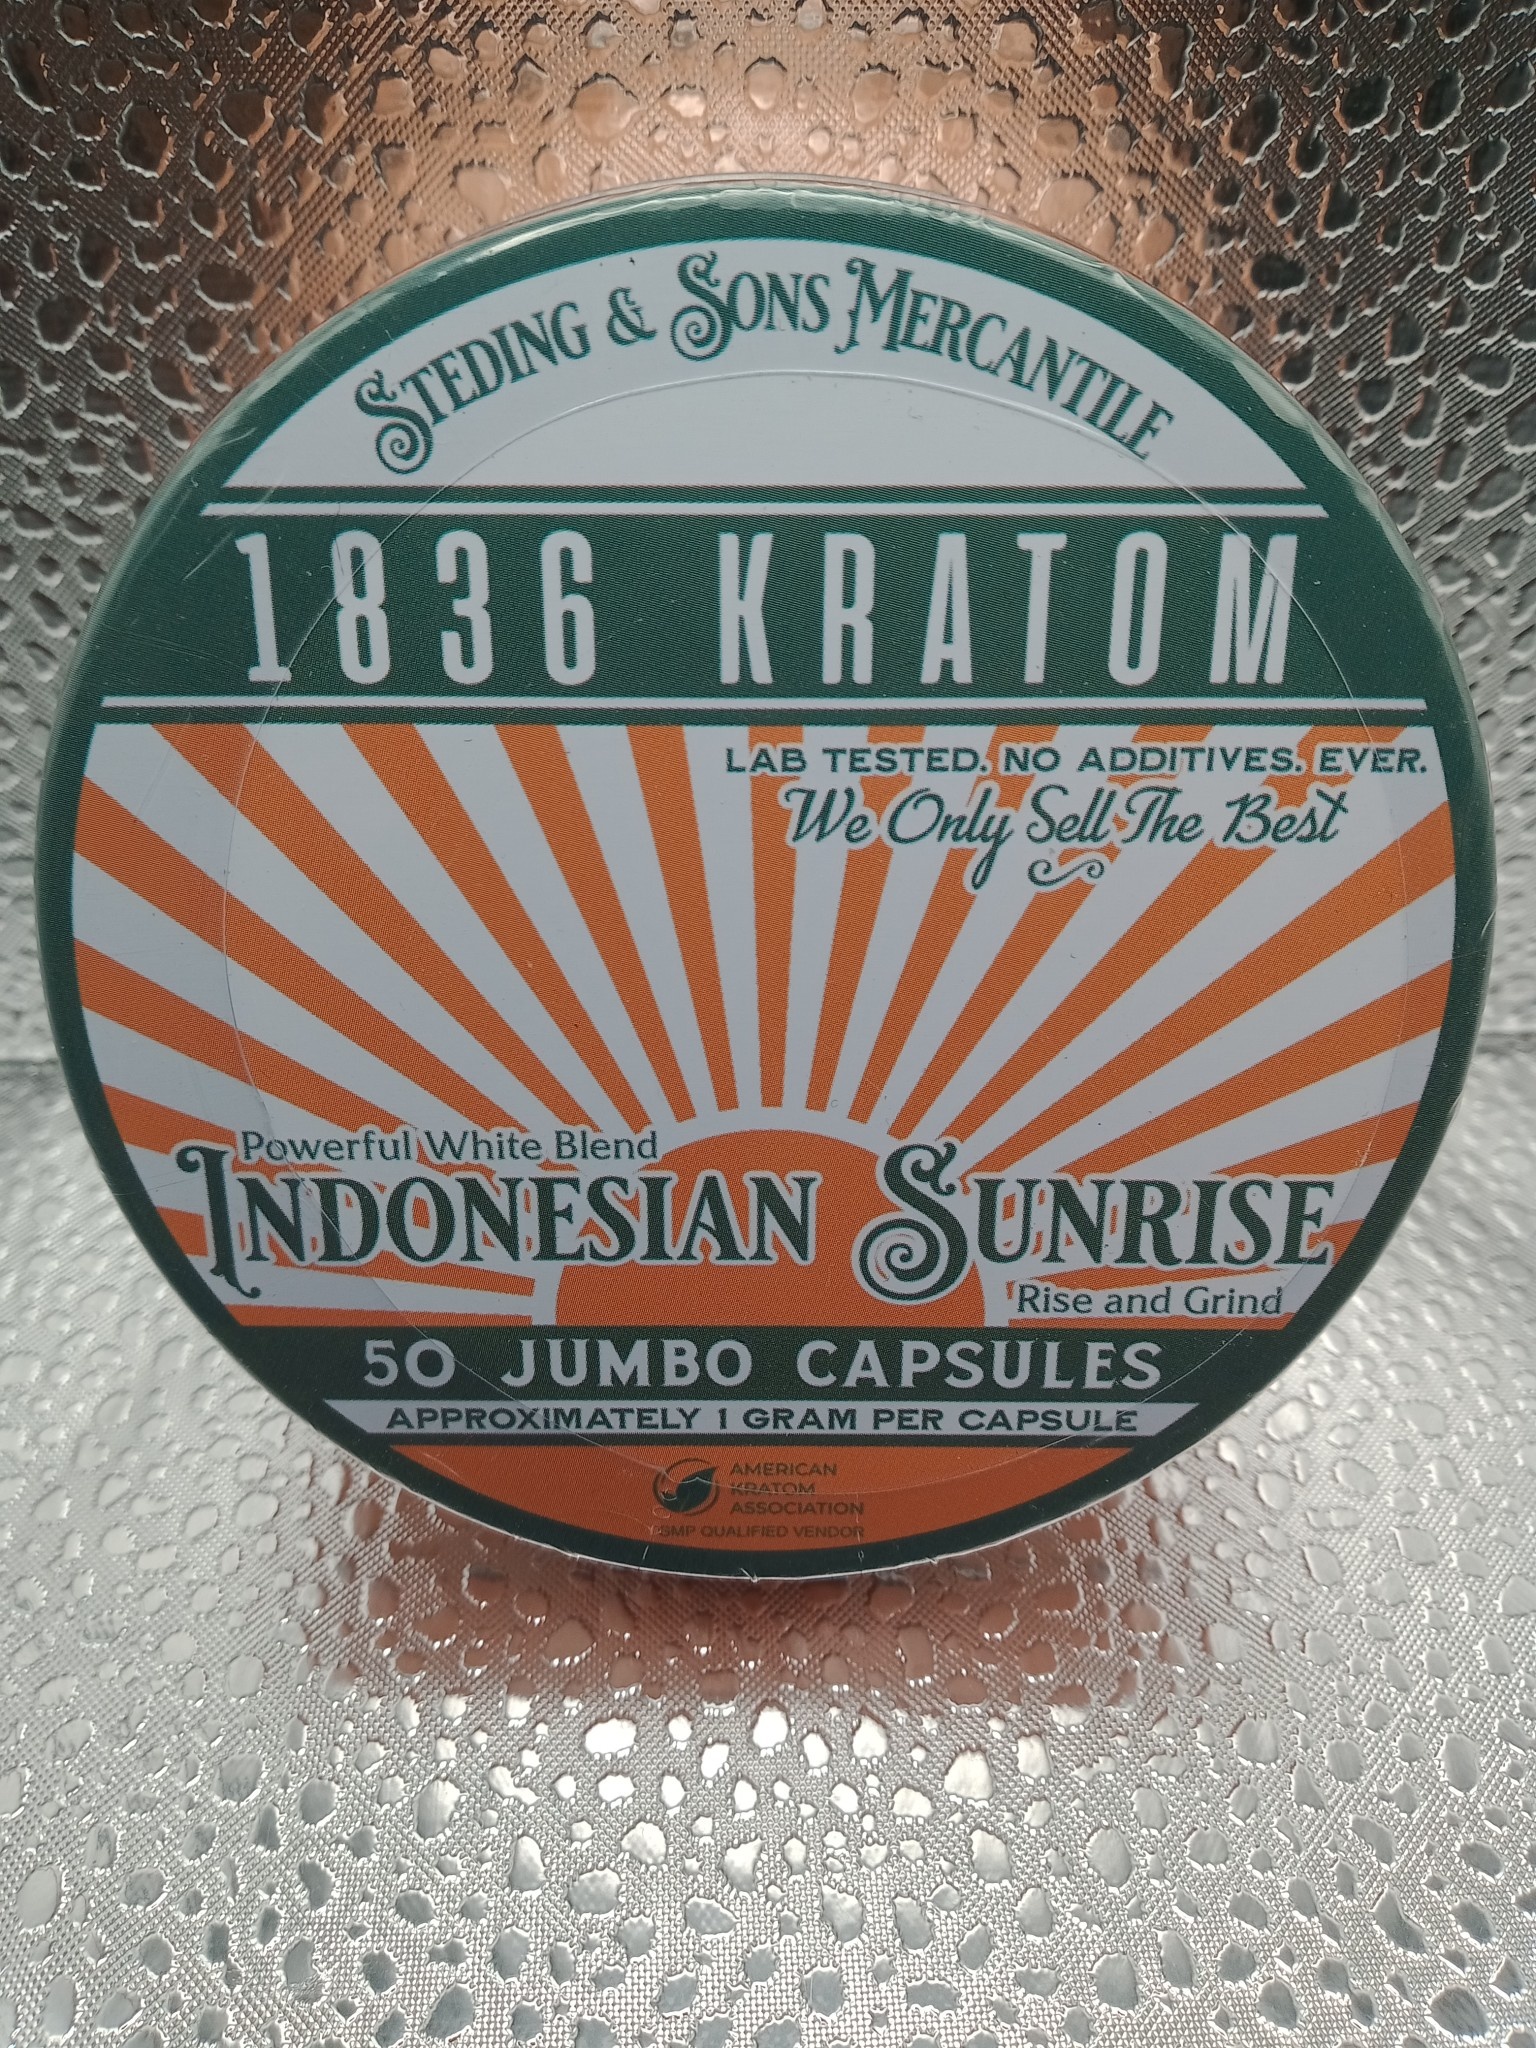 STEDING & SONS MERCANTILE
1836 KRATOM
LAB TESTED. NO ADDITIVES. EVER.
We Only Sell The Best
Powerful White Blend
INDONESIAN SUNRISE
Rise and Grind
50 JUMBO CAPSULES
APPROXIMATELY 1 GRAM PER CAPSULE
AMERICAN
KRATOM
ASSOCIATION
GMP QUALIFIED VENDOR